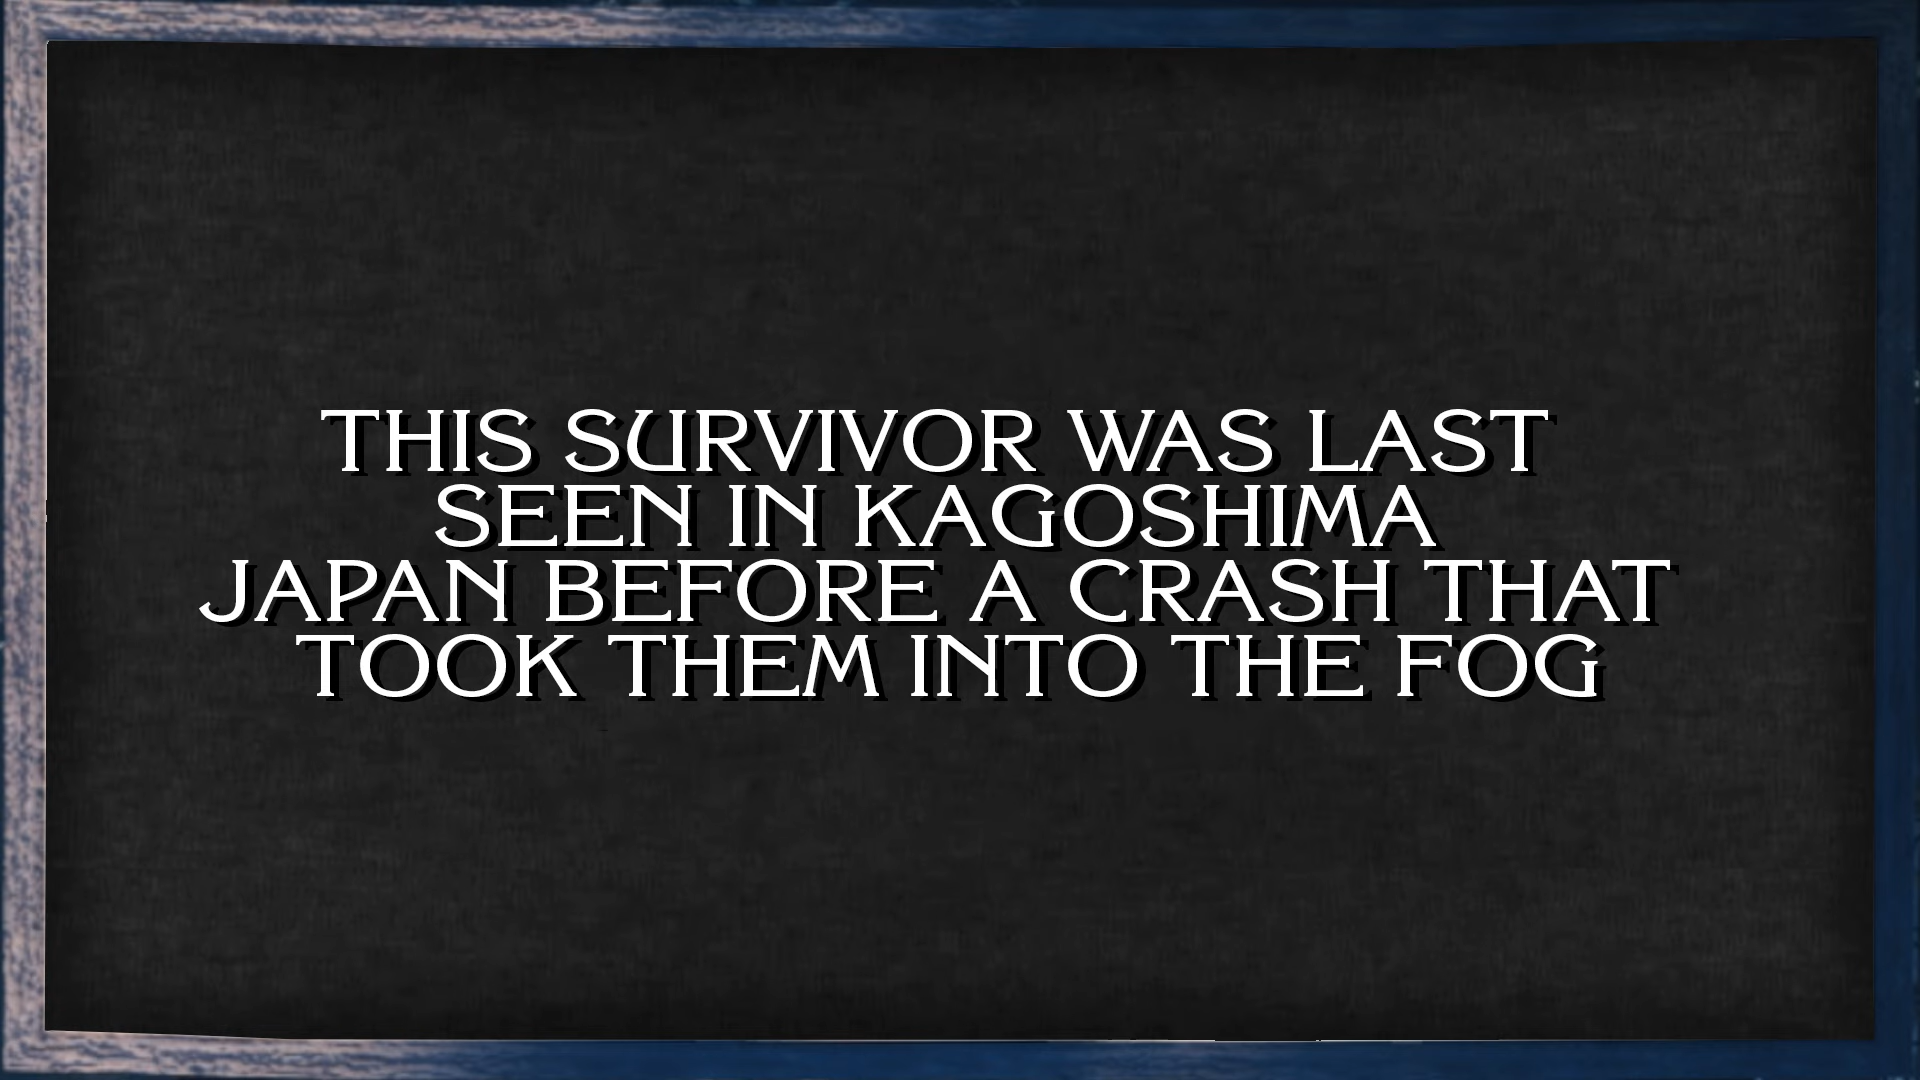 THIS SURVIVOR WAS LAST
SEEN IN KAGOSHIMA
JAPAN BEFORE A CRASH THAT
TOOK THEM INTO THE FOG